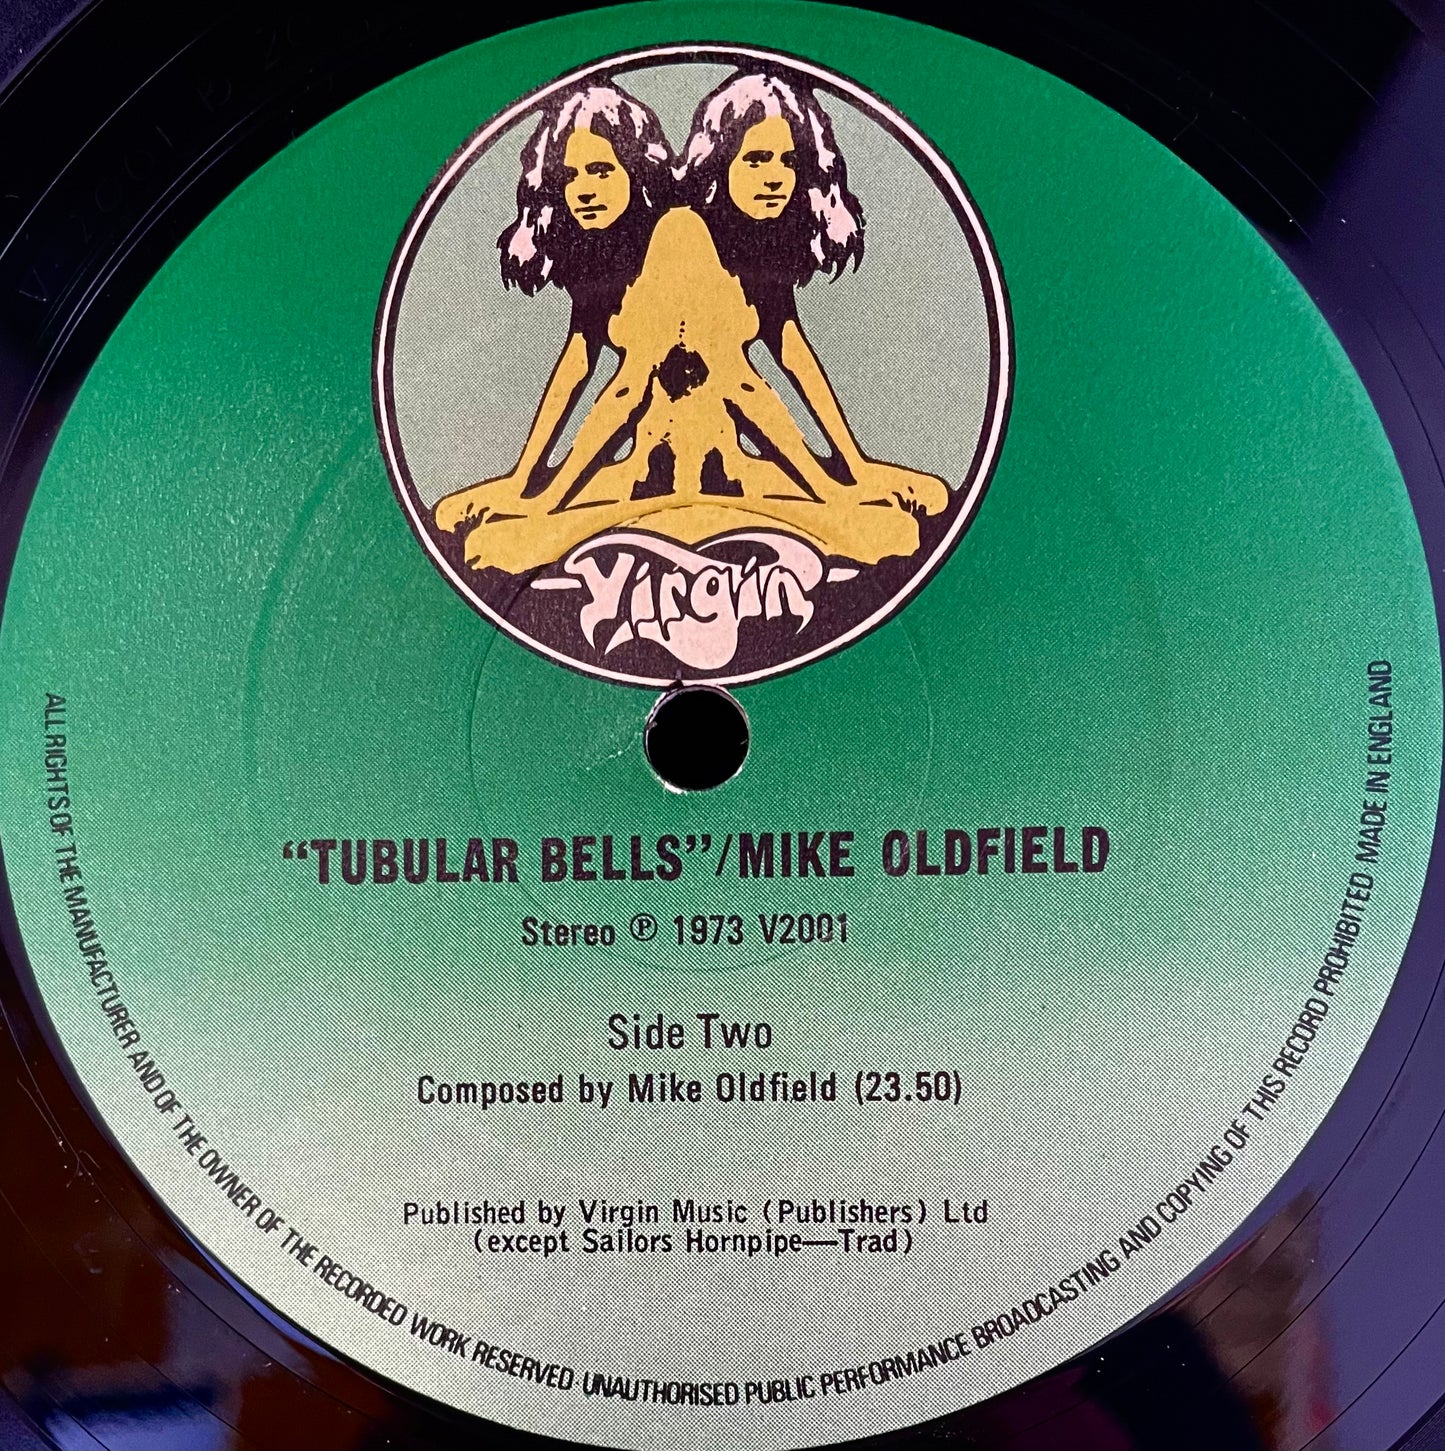 Virgin
"TUBULAR BELLS"/MIKE OLDFIELD
Stereo ℗ 1973 V2001
Side Two
Composed by Mike Oldfield (23.50)
Published by Virgin Music (Publishers) Ltd
(except Sailors Hornpipe—Trad)
ALL RIGHTS OF THE MANUFACTURER AND OF THE OWNER OF THE RECORDED WORK RESERVED UNAUTHORISED PUBLIC PERFORMANCE BROADCASTING AND COPYING OF THIS RECORD PROHIBITED MADE IN ENGLAND